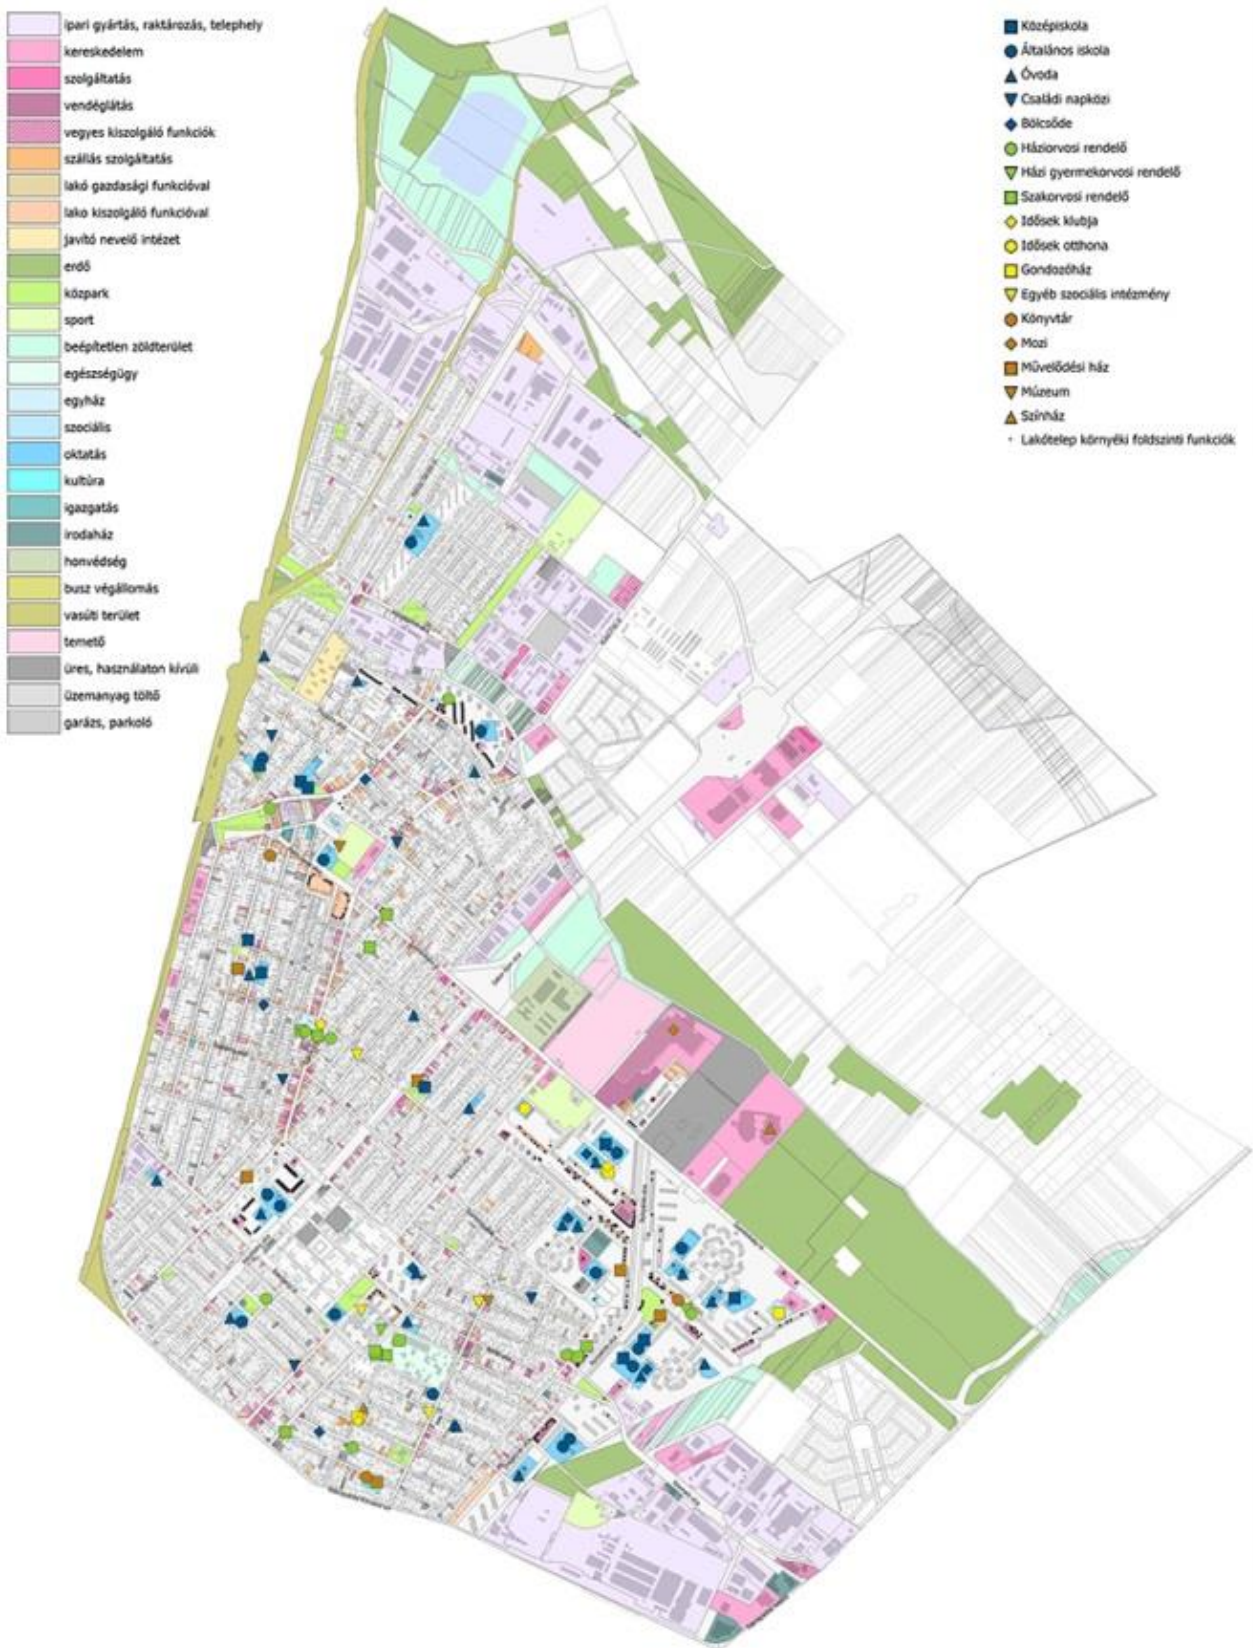 ipari gyártás, raktározás, telephely
kereskedelem
szolgáltatás
vendéglátás
vegyes kiszolgáló funkciók
szállás szolgáltatás
lakó gazdasági funkcióval
lako kiszolgáló funkcióval
javító nevelő intézet
erdő
közpark
sport
beépítetlen zöldterület
egészségügy
egyház
szociális
oktatás
kultúra
igazgatás
irodaház
honvédség
busz végállomás
vasúti terület
temető
üres, használaton kívüli
üzemanyag töltő
garázs, parkoló
Középiskola
Általános iskola
Óvoda
Családi napközi
Bölcsőde
Háziorvosi rendelő
Házi gyermekorvosi rendelő
Szakorvosi rendelő
Idősek klubja
Idősek otthona
Gondozóház
Egyéb szociális intézmény
Könyvtár
Mozi
Művelődési ház
Múzeum
Színház
Lakótelep környéki foldszinti funkciók